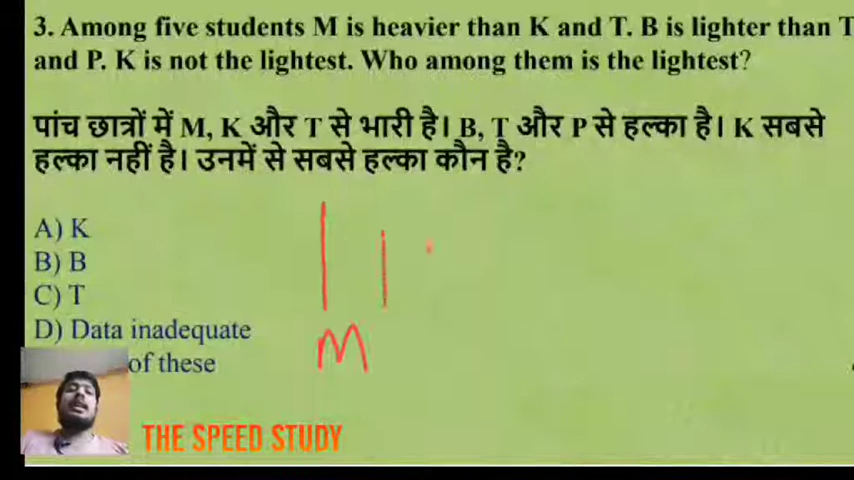 3. Among five students M is heavier than K and T. B is lighter than T
and P. K is not the lightest. Who among them is the lightest?
पांच छात्रों में M, K और T से भारी है। B, T और P से हल्का है। K सबसे
हल्का नहीं है। उनमें से सबसे हल्का कौन है?
A) K
B) B
C) T
D) Data inadequate
of these
M
THE SPEED STUDY